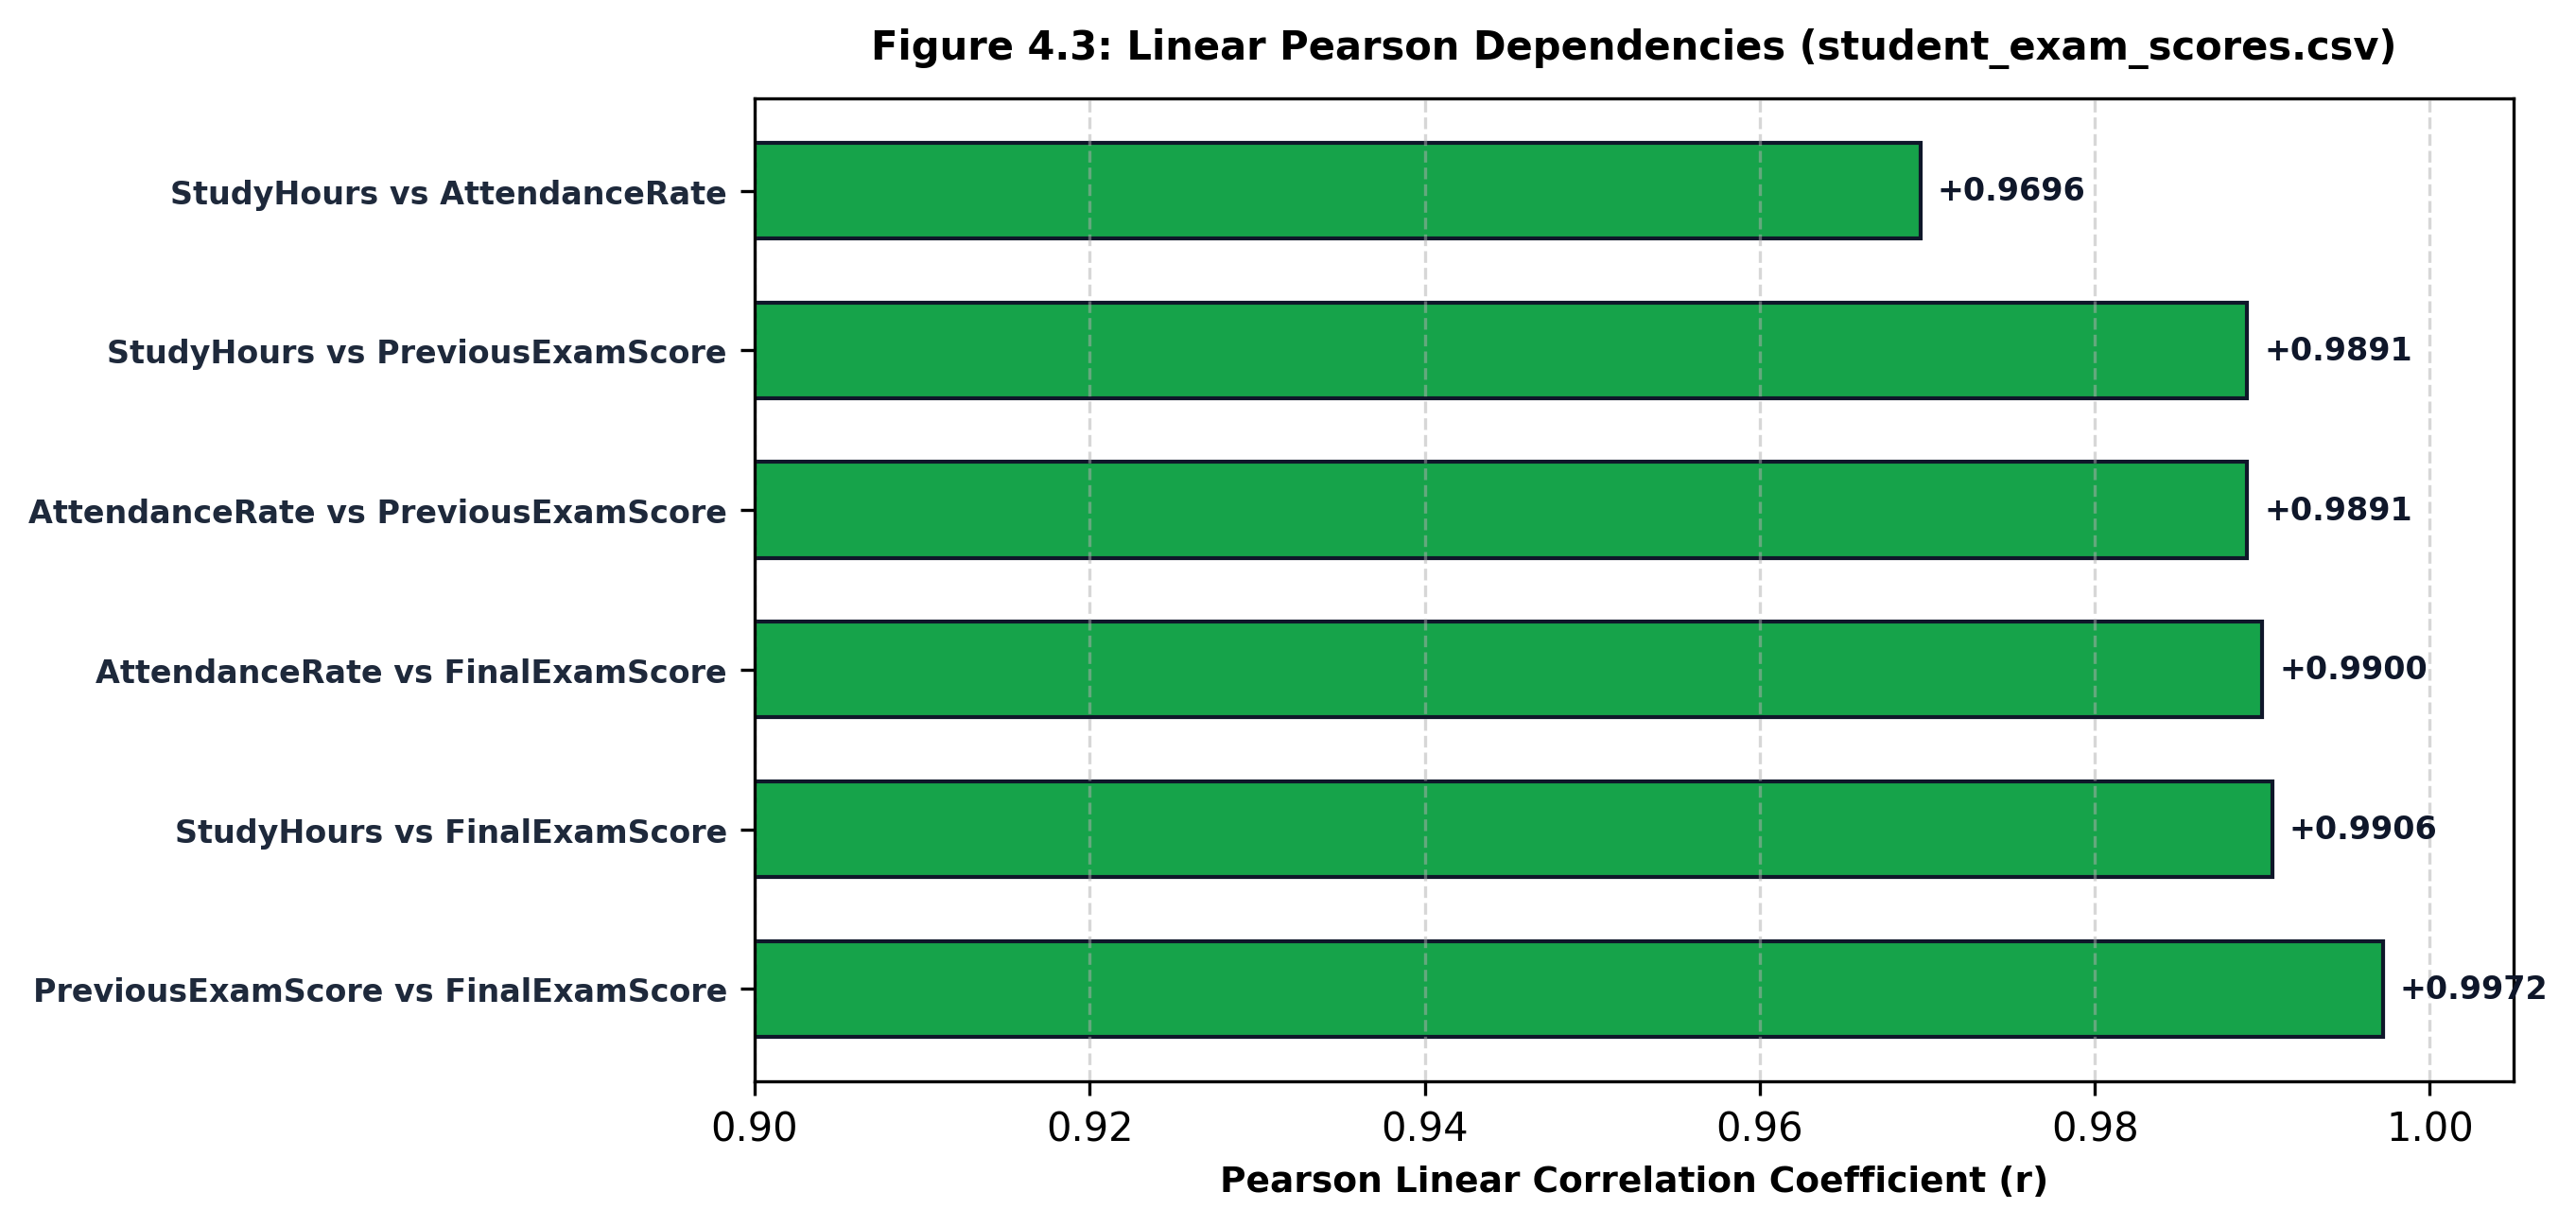 Figure 4.3: Linear Pearson Dependencies (student_exam_scores.csv)
StudyHours vs AttendanceRate
+0.9696
StudyHours vs PreviousExamScore
+0.9891
AttendanceRate vs PreviousExamScore
+0.9891
AttendanceRate vs FinalExamScore
+0.9900
StudyHours vs FinalExamScore
+0.9906
PreviousExamScore vs FinalExamScore
+0.9972
0.90 0.92 0.94 0.96 0.98 1.00
Pearson Linear Correlation Coefficient (r)